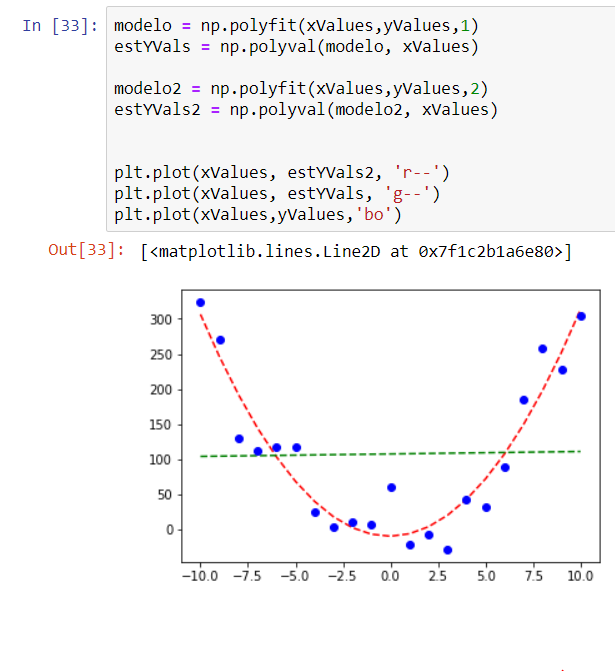 In [33]: modelo = np.polyfit(xValues,yValues,1)
estYVals = np.polyval(modelo, xValues)
modelo2 = np.polyfit(xValues,yValues,2)
estYVals2 = np.polyval(modelo2, xValues)
plt.plot(xValues, estYVals2, 'r--')
plt.plot(xValues, estYVals, 'g--')
plt.plot(xValues,yValues,'bo')
Out[33]: [<matplotlib.lines.Line2D at 0x7f1c2b1a6e80>]
300
250
200
150
100
50
0
−10.0 −7.5 −5.0 −2.5 0.0 2.5 5.0 7.5 10.0